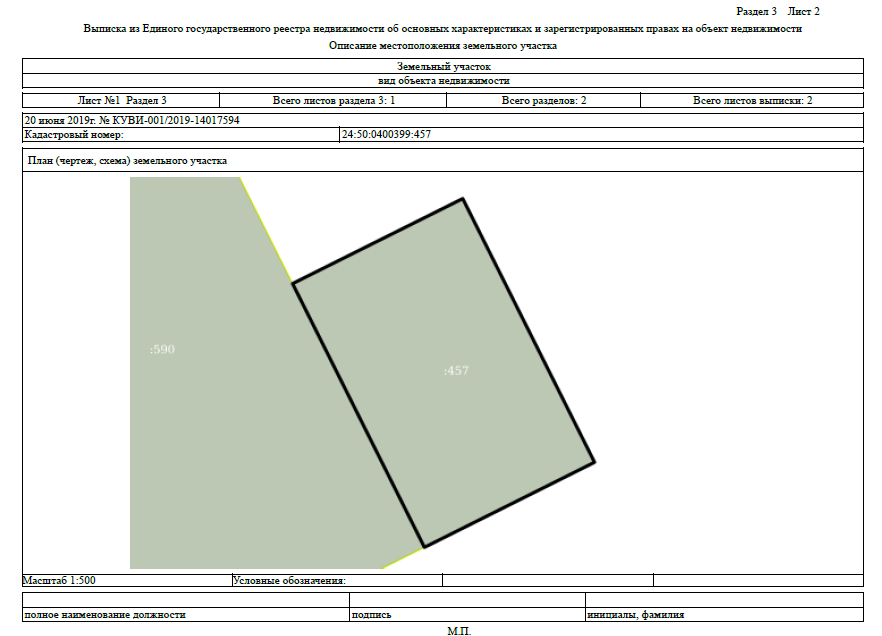 Раздел 3 Лист 2
Выписка из Единого государственного реестра недвижимости об основных характеристиках и зарегистрированных правах на объект недвижимости
Описание местоположения земельного участка
Земельный участок
вид объекта недвижимости
Лист №1 Раздел 3 Всего листов раздела 3: 1 Всего разделов: 2 Всего листов выписки: 2
20 июня 2019г. № КУВИ-001/2019-14017594
Кадастровый номер: 24:50:0400399:457
План (чертеж, схема) земельного участка
:590
:457
Масштаб 1:500 Условные обозначения:
полное наименование должности подпись инициалы, фамилия
М.П.